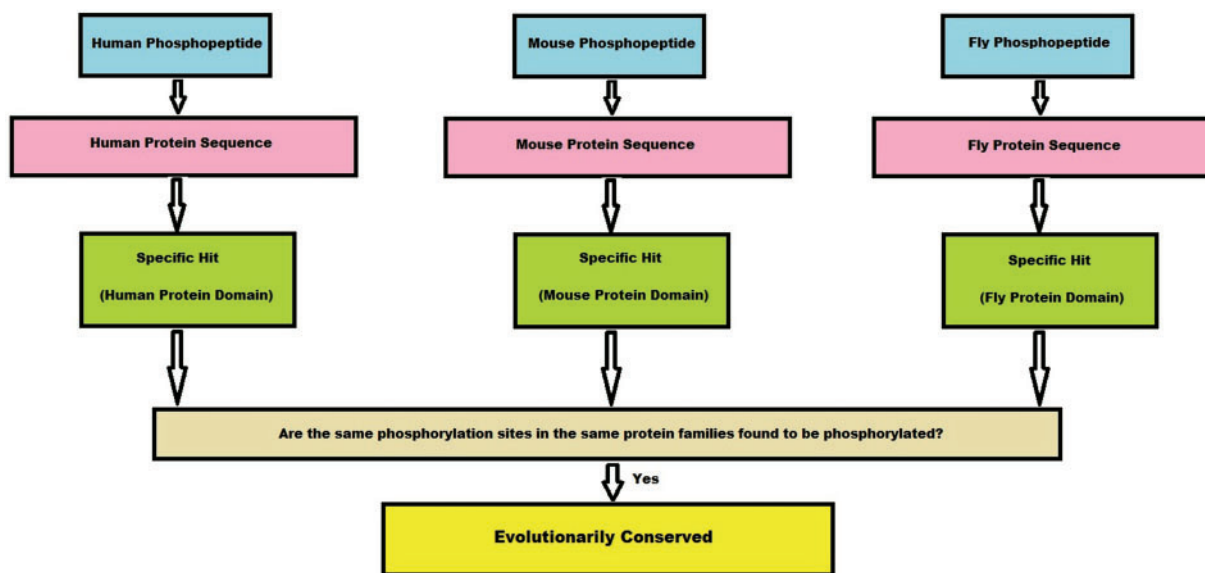 Human Phosphopeptide
Mouse Phosphopeptide
Fly Phosphopeptide
Human Protein Sequence
Mouse Protein Sequence
Fly Protein Sequence
Specific Hit
(Human Protein Domain)
Specific Hit
(Mouse Protein Domain)
Specific Hit
(Fly Protein Domain)
Are the same phosphorylation sites in the same protein families found to be phosphorylated?
Yes
Evolutionarily Conserved